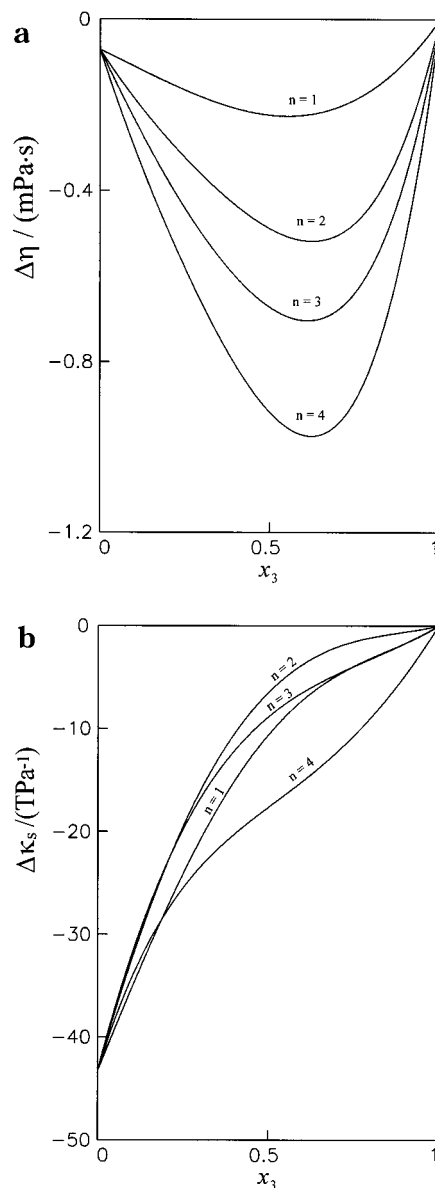 a
0
−0.4
−0.8
−1.2
Δη / (mPa·s)
n = 1
n = 2
n = 3
n = 4
0
0.5
1
x₃
b
0
−10
−20
−30
−40
−50
Δκₛ /(TPa⁻¹)
n = 2
n = 3
n = 1
n = 4
0
0.5
1
x₃